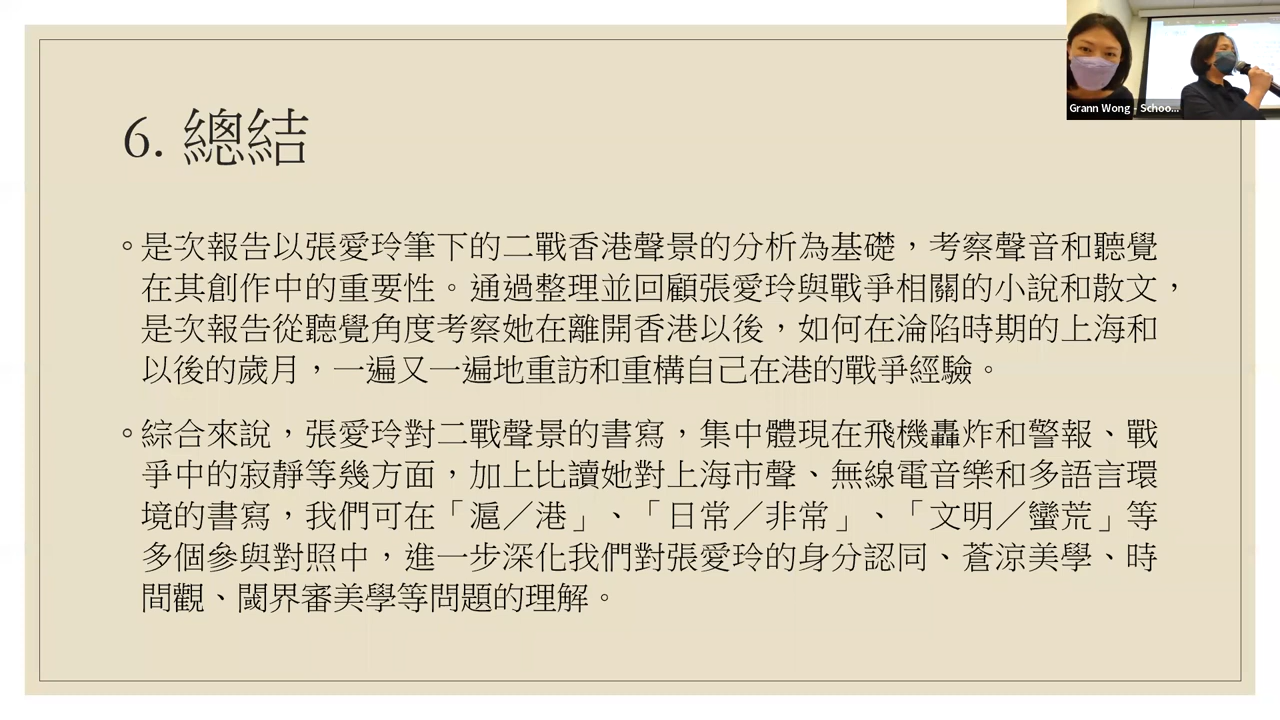 Grann Wong - Schoo...
6. 總結
是次報告以張愛玲筆下的二戰香港聲景的分析為基礎，考察聲音和聽覺
在其創作中的重要性。通過整理並回顧張愛玲與戰爭相關的小說和散文，
是次報告從聽覺角度考察她在離開香港以後，如何在淪陷時期的上海和
以後的歲月，一遍又一遍地重訪和重構自己在港的戰爭經驗。
綜合來說，張愛玲對二戰聲景的書寫，集中體現在飛機轟炸和警報、戰
爭中的寂靜等幾方面，加上比讀她對上海市聲、無線電音樂和多語言環
境的書寫，我們可在「滬／港」、「日常／非常」、「文明／蠻荒」等
多個參與對照中，進一步深化我們對張愛玲的身分認同、蒼涼美學、時
間觀、閾界審美學等問題的理解。